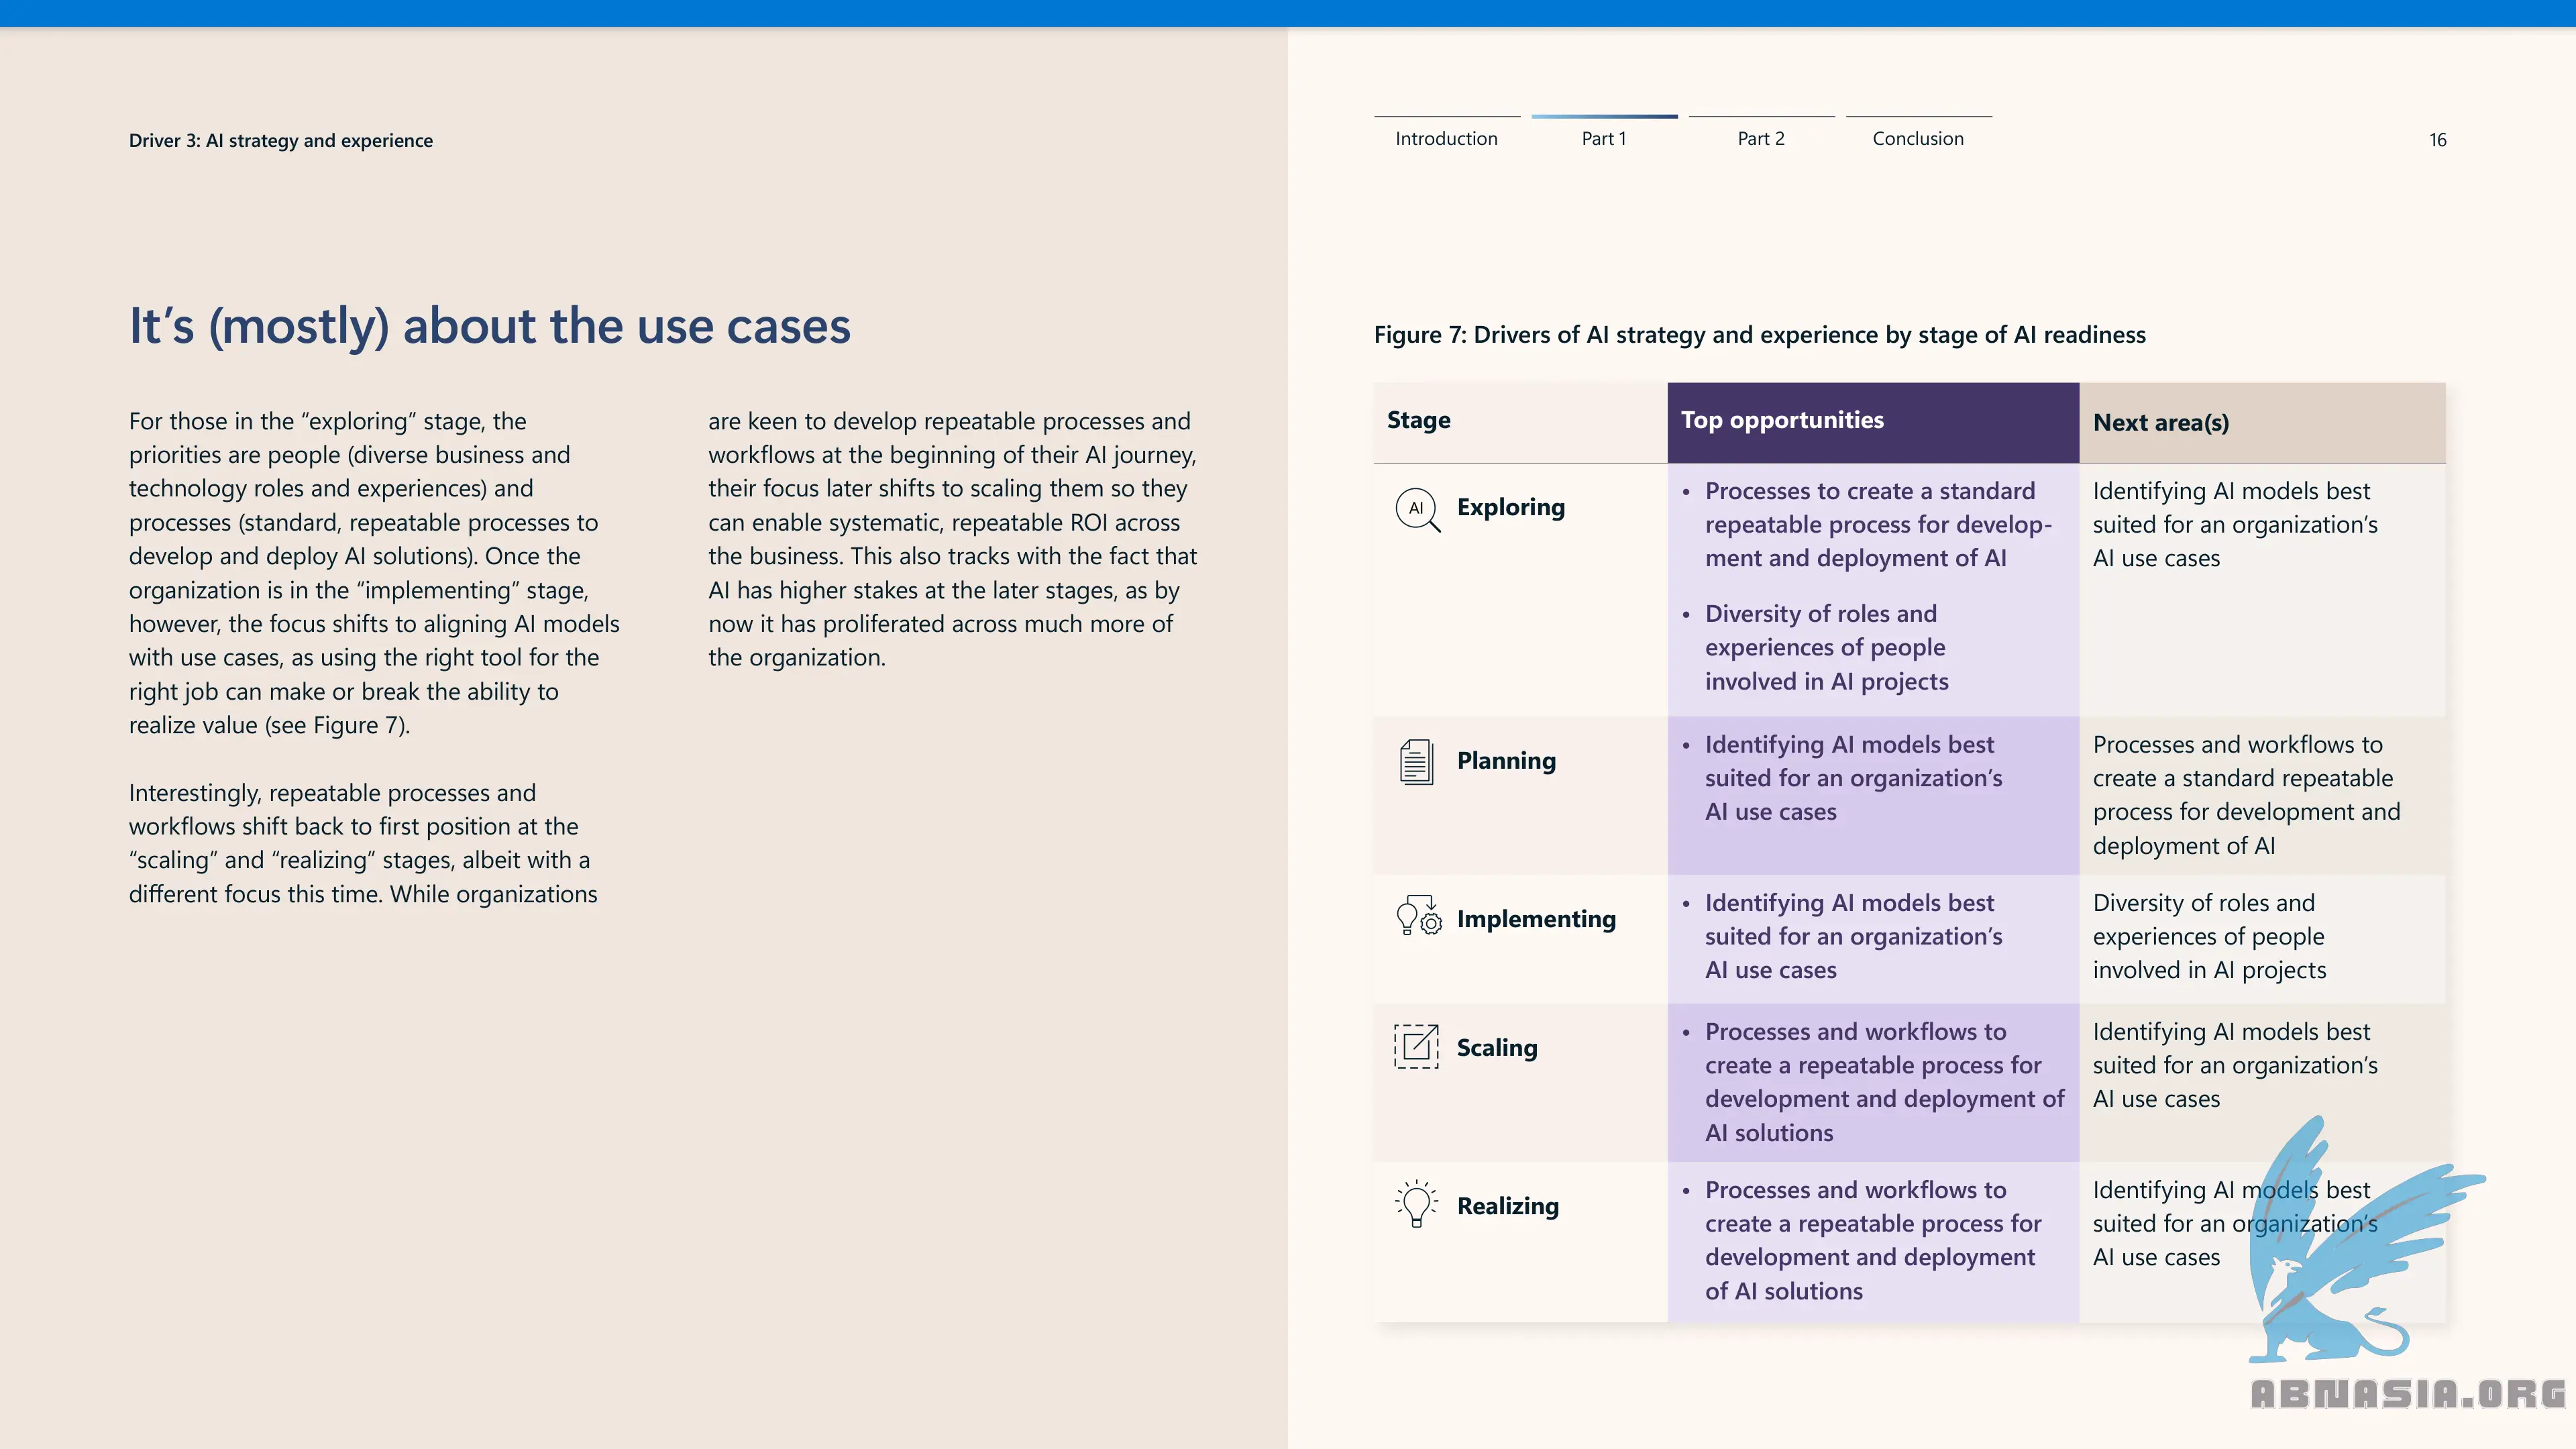 Driver 3: AI strategy and experience
Introduction
Part 1
Part 2
Conclusion
16
It’s (mostly) about the use cases
For those in the “exploring” stage, the
priorities are people (diverse business and
technology roles and experiences) and
processes (standard, repeatable processes to
develop and deploy AI solutions). Once the
organization is in the “implementing” stage,
however, the focus shifts to aligning AI models
with use cases, as using the right tool for the
right job can make or break the ability to
realize value (see Figure 7).
Interestingly, repeatable processes and
workflows shift back to first position at the
“scaling” and “realizing” stages, albeit with a
different focus this time. While organizations
are keen to develop repeatable processes and
workflows at the beginning of their AI journey,
their focus later shifts to scaling them so they
can enable systematic, repeatable ROI across
the business. This also tracks with the fact that
AI has higher stakes at the later stages, as by
now it has proliferated across much more of
the organization.
Figure 7: Drivers of AI strategy and experience by stage of AI readiness
Stage
Top opportunities
Next area(s)
AI
Exploring
• Processes to create a standard
repeatable process for develop-
ment and deployment of AI
• Diversity of roles and
experiences of people
involved in AI projects
Identifying AI models best
suited for an organization’s
AI use cases
Planning
• Identifying AI models best
suited for an organization’s
AI use cases
Processes and workflows to
create a standard repeatable
process for development and
deployment of AI
Implementing
• Identifying AI models best
suited for an organization’s
AI use cases
Diversity of roles and
experiences of people
involved in AI projects
Scaling
• Processes and workflows to
create a repeatable process for
development and deployment of
AI solutions
Identifying AI models best
suited for an organization’s
AI use cases
Realizing
• Processes and workflows to
create a repeatable process for
development and deployment
of AI solutions
Identifying AI models best
suited for an organization’s
AI use cases
ABNASIA.ORG